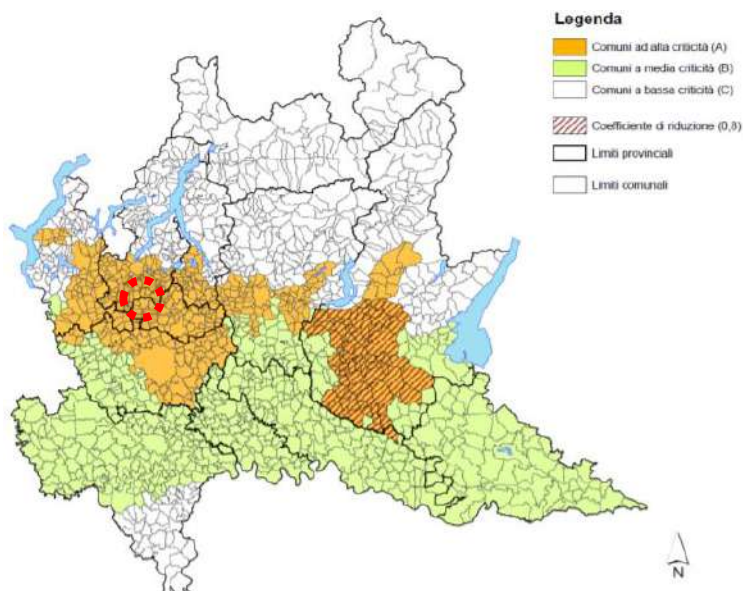 Legenda
Comuni ad alta criticità (A)
Comuni a media criticità (B)
Comuni a bassa criticità (C)
Coefficiente di riduzione (0,8)
Limiti provinciali
Limiti comunali
N